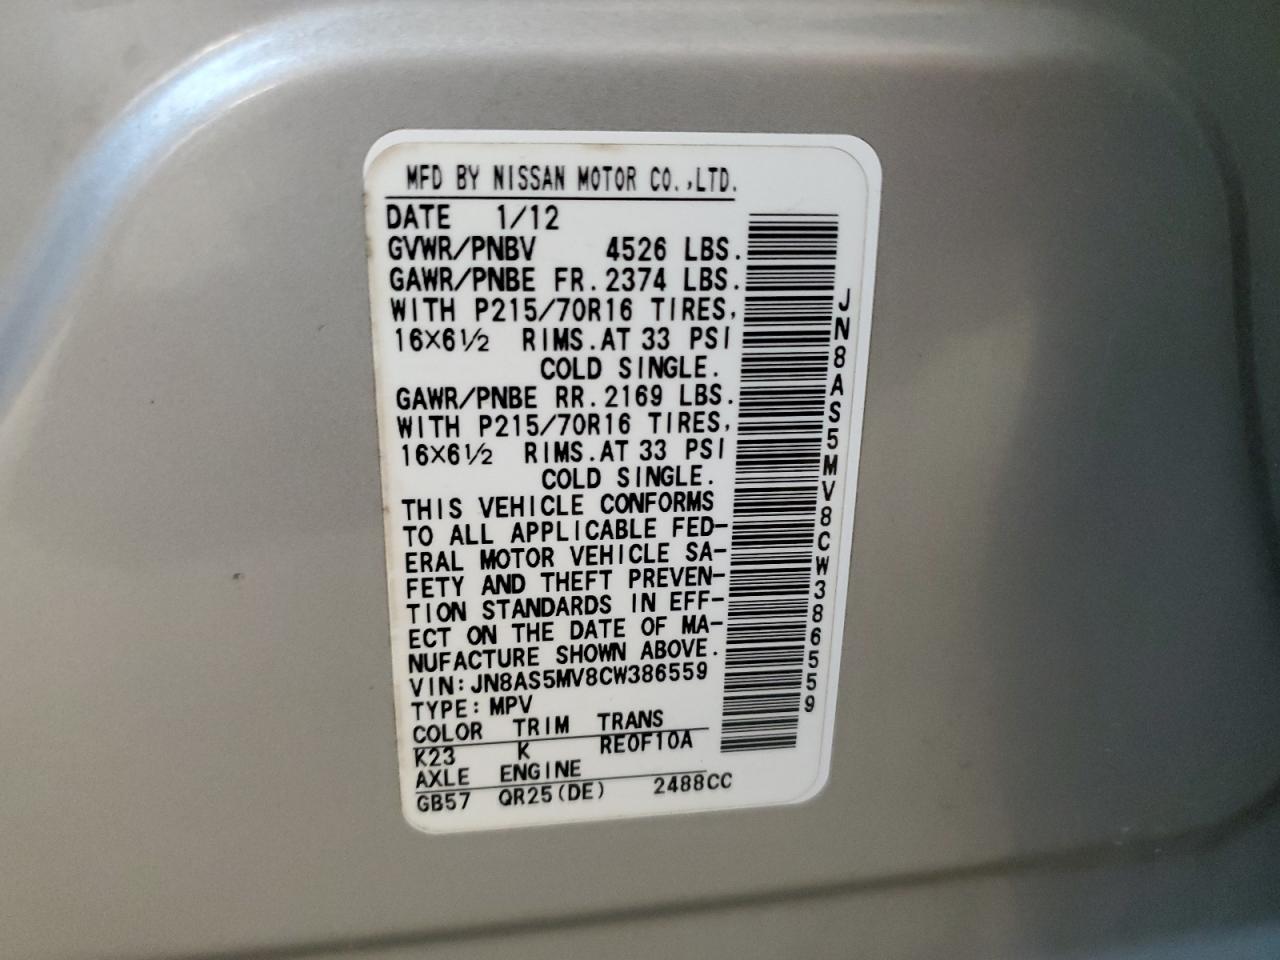 MFD BY NISSAN MOTOR CO.,LTD.
DATE 1/12
GVWR/PNBV 4526 LBS.
GAWR/PNBE FR.2374 LBS.
WITH P215/70R16 TIRES,
16×6½ RIMS.AT 33 PSI
COLD SINGLE.
GAWR/PNBE RR.2169 LBS.
WITH P215/70R16 TIRES,
16×6½ RIMS.AT 33 PSI
COLD SINGLE.
THIS VEHICLE CONFORMS
TO ALL APPLICABLE FED-
ERAL MOTOR VEHICLE SA-
FETY AND THEFT PREVEN-
TION STANDARDS IN EFF-
ECT ON THE DATE OF MA-
NUFACTURE SHOWN ABOVE.
VIN:JN8AS5MV8CW386559
TYPE:MPV
COLOR TRIM TRANS
K23 K RE0F10A
AXLE ENGINE
GB57 QR25(DE) 2488CC
JN8AS5MV8CW386559